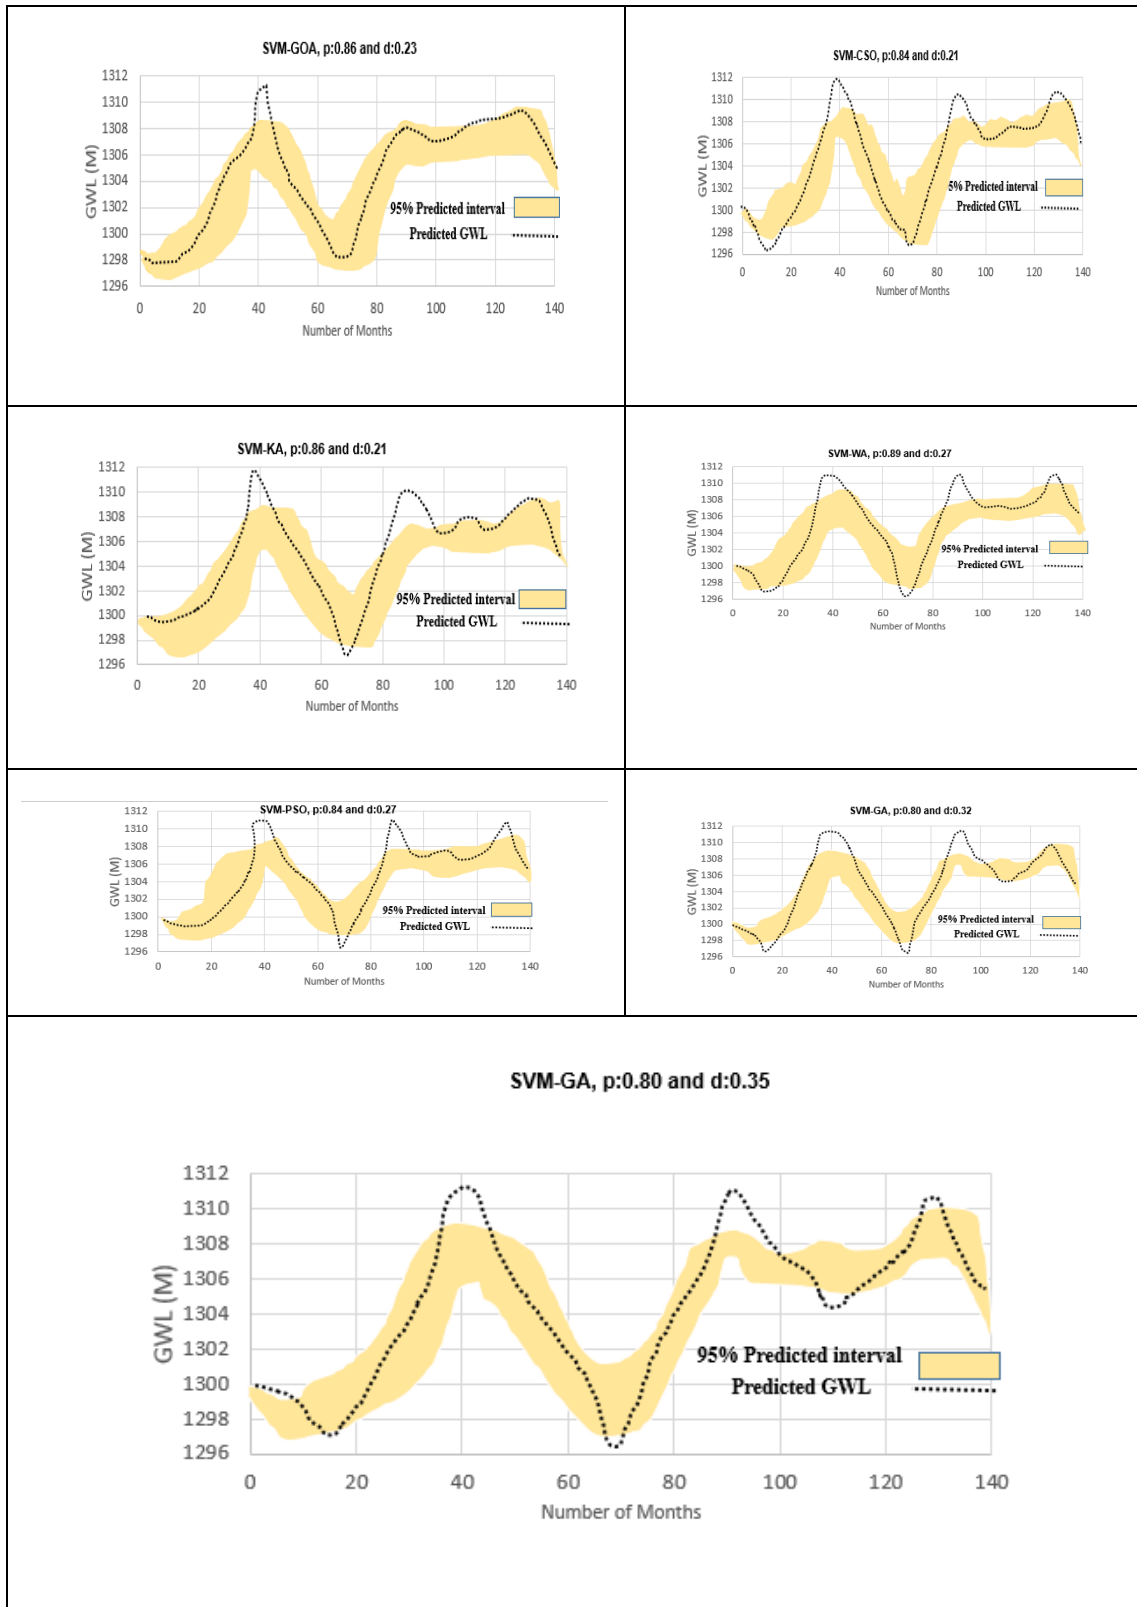 SVM-GOA, p:0.86 and d:0.23
1312
1310
1308
1306
1304
1302
1300
1298
1296
GWL (M)
95% Predicted interval
Predicted GWL
0 20 40 60 80 100 120 140
Number of Months
SVM-CSO, p:0.84 and d:0.21
1312
1310
1308
1306
1304
1302
1300
1298
1296
GWL (M)
5% Predicted interval
Predicted GWL
0 20 40 60 80 100 120 140
Number of Months
SVM-KA, p:0.86 and d:0.21
1312
1310
1308
1306
1304
1302
1300
1298
1296
GWL (M)
95% Predicted interval
Predicted GWL
0 20 40 60 80 100 120 140
Number of Months
SVM-WA, p:0.89 and d:0.27
1312
1310
1308
1306
1304
1302
1300
1298
1296
GWL (M)
95% Predicted interval
Predicted GWL
0 20 40 60 80 100 120 140
Number of Months
SVM-PSO, p:0.84 and d:0.27
1312
1310
1308
1306
1304
1302
1300
1298
1296
GWL (M)
95% Predicted interval
Predicted GWL
0 20 40 60 80 100 120 140
Number of Months
SVM-GA, p:0.80 and d:0.32
1312
1310
1308
1306
1304
1302
1300
1298
1296
GWL (M)
95% Predicted interval
Predicted GWL
0 20 40 60 80 100 120 140
Number of Months
SVM-GA, p:0.80 and d:0.35
1312
1310
1308
1306
1304
1302
1300
1298
1296
GWL (M)
95% Predicted interval
Predicted GWL
0 20 40 60 80 100 120 140
Number of Months